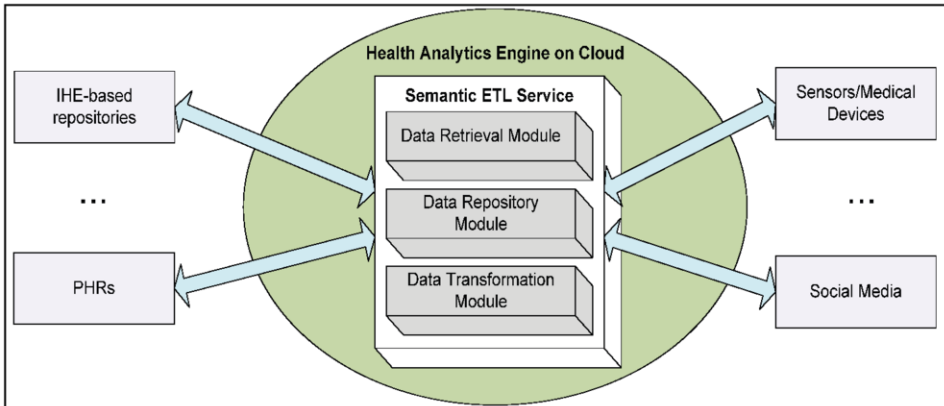 Health Analytics Engine on Cloud
IHE-based
repositories
...
PHRs
Semantic ETL Service
Data Retrieval Module
Data Repository
Module
Data Transformation
Module
Sensors/Medical
Devices
...
Social Media